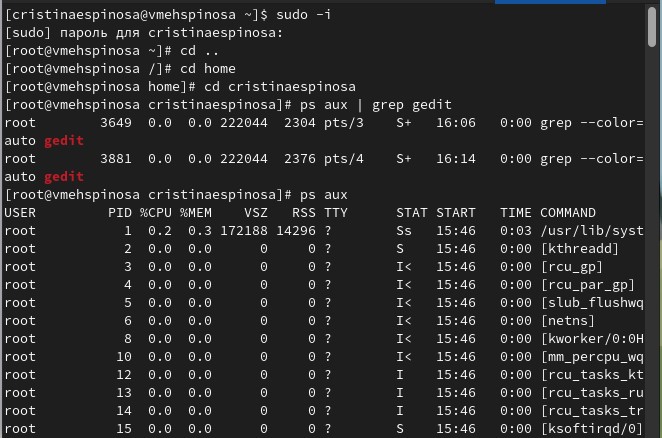 [cristinaespinosa@vmehspinosa ~]$ sudo -i
[sudo] пароль для cristinaespinosa:
[root@vmehspinosa ~]# cd ..
[root@vmehspinosa /]# cd home
[root@vmehspinosa home]# cd cristinaespinosa
[root@vmehspinosa cristinaespinosa]# ps aux | grep gedit
root        3649  0.0  0.0 222044  2304 pts/3    S+   16:06   0:00 grep --color=
auto gedit
root        3881  0.0  0.0 222044  2376 pts/4    S+   16:14   0:00 grep --color=
auto gedit
[root@vmehspinosa cristinaespinosa]# ps aux
USER         PID %CPU %MEM    VSZ   RSS TTY      STAT START   TIME COMMAND
root           1  0.2  0.3 172188 14296 ?        Ss   15:46   0:03 /usr/lib/syst
root           2  0.0  0.0      0     0 ?        S    15:46   0:00 [kthreadd]
root           3  0.0  0.0      0     0 ?        I<   15:46   0:00 [rcu_gp]
root           4  0.0  0.0      0     0 ?        I<   15:46   0:00 [rcu_par_gp]
root           5  0.0  0.0      0     0 ?        I<   15:46   0:00 [slub_flushwq
root           6  0.0  0.0      0     0 ?        I<   15:46   0:00 [netns]
root           8  0.0  0.0      0     0 ?        I<   15:46   0:00 [kworker/0:0H
root          10  0.0  0.0      0     0 ?        I<   15:46   0:00 [mm_percpu_wq
root          12  0.0  0.0      0     0 ?        I    15:46   0:00 [rcu_tasks_kt
root          13  0.0  0.0      0     0 ?        I    15:46   0:00 [rcu_tasks_ru
root          14  0.0  0.0      0     0 ?        I    15:46   0:00 [rcu_tasks_tr
root          15  0.0  0.0      0     0 ?        S    15:46   0:00 [ksoftirqd/0]